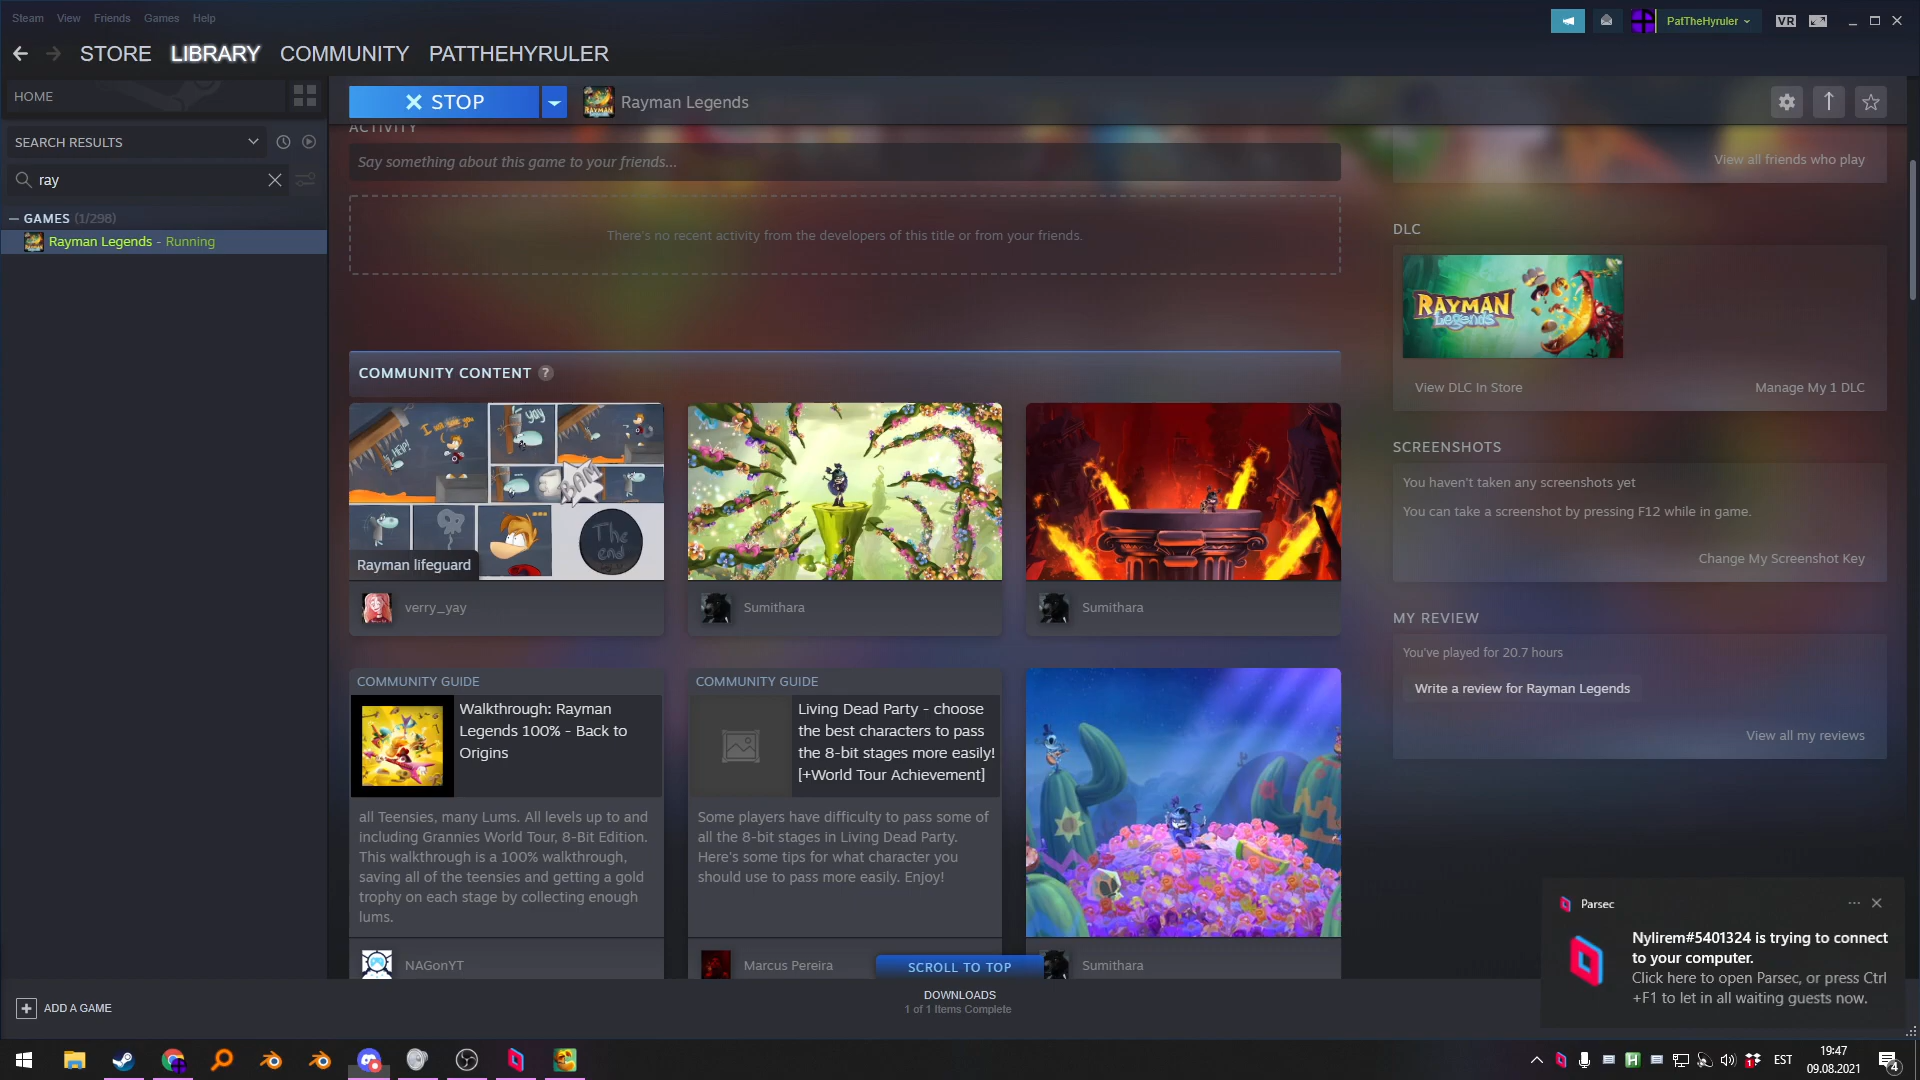 Steam View Friends Games Help
PatTheHyruler
VR
STORE LIBRARY COMMUNITY PATTHEHYRULER
HOME
STOP
Rayman Legends
SEARCH RESULTS
ray
GAMES (1/298)
Rayman Legends - Running
ACTIVITY
Say something about this game to your friends...
There's no recent activity from the developers of this title or from your friends.
COMMUNITY CONTENT ?
HELP!
yay
BAM
The
end
Rayman lifeguard
verry_yay
Sumithara
Sumithara
COMMUNITY GUIDE
Walkthrough: Rayman
Legends 100% - Back to
Origins
all Teensies, many Lums. All levels up to and
including Grannies World Tour, 8-Bit Edition.
This walkthrough is a 100% walkthrough,
saving all of the teensies and getting a gold
trophy on each stage by collecting enough
lums.
NAGonYT
COMMUNITY GUIDE
Living Dead Party - choose
the best characters to pass
the 8-bit stages more easily!
[+World Tour Achievement]
Some players have difficulty to pass some of
all the 8-bit stages in Living Dead Party.
Here's some tips for what character you
should use to pass more easily. Enjoy!
Marcus Pereira
Sumithara
SCROLL TO TOP
View all friends who play
DLC
RAYMAN
Legends
View DLC In Store
Manage My 1 DLC
SCREENSHOTS
You haven't taken any screenshots yet
You can take a screenshot by pressing F12 while in game.
Change My Screenshot Key
MY REVIEW
You've played for 20.7 hours
Write a review for Rayman Legends
View all my reviews
Parsec
Nylirem#5401324 is trying to connect
to your computer.
Click here to open Parsec, or press Ctrl
+F1 to let in all waiting guests now.
ADD A GAME
DOWNLOADS
1 of 1 Items Complete
EST
19:47
09.08.2021
4